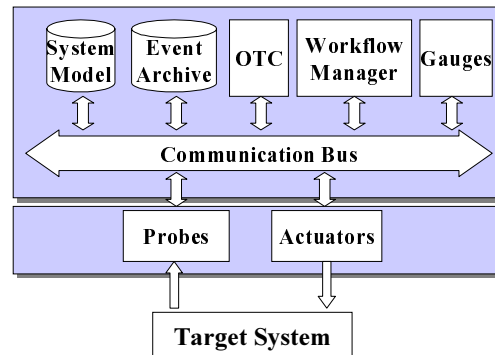 System
Model
Event
Archive
OTC
Workflow
Manager
Gauges
Communication Bus
Probes
Actuators
Target System